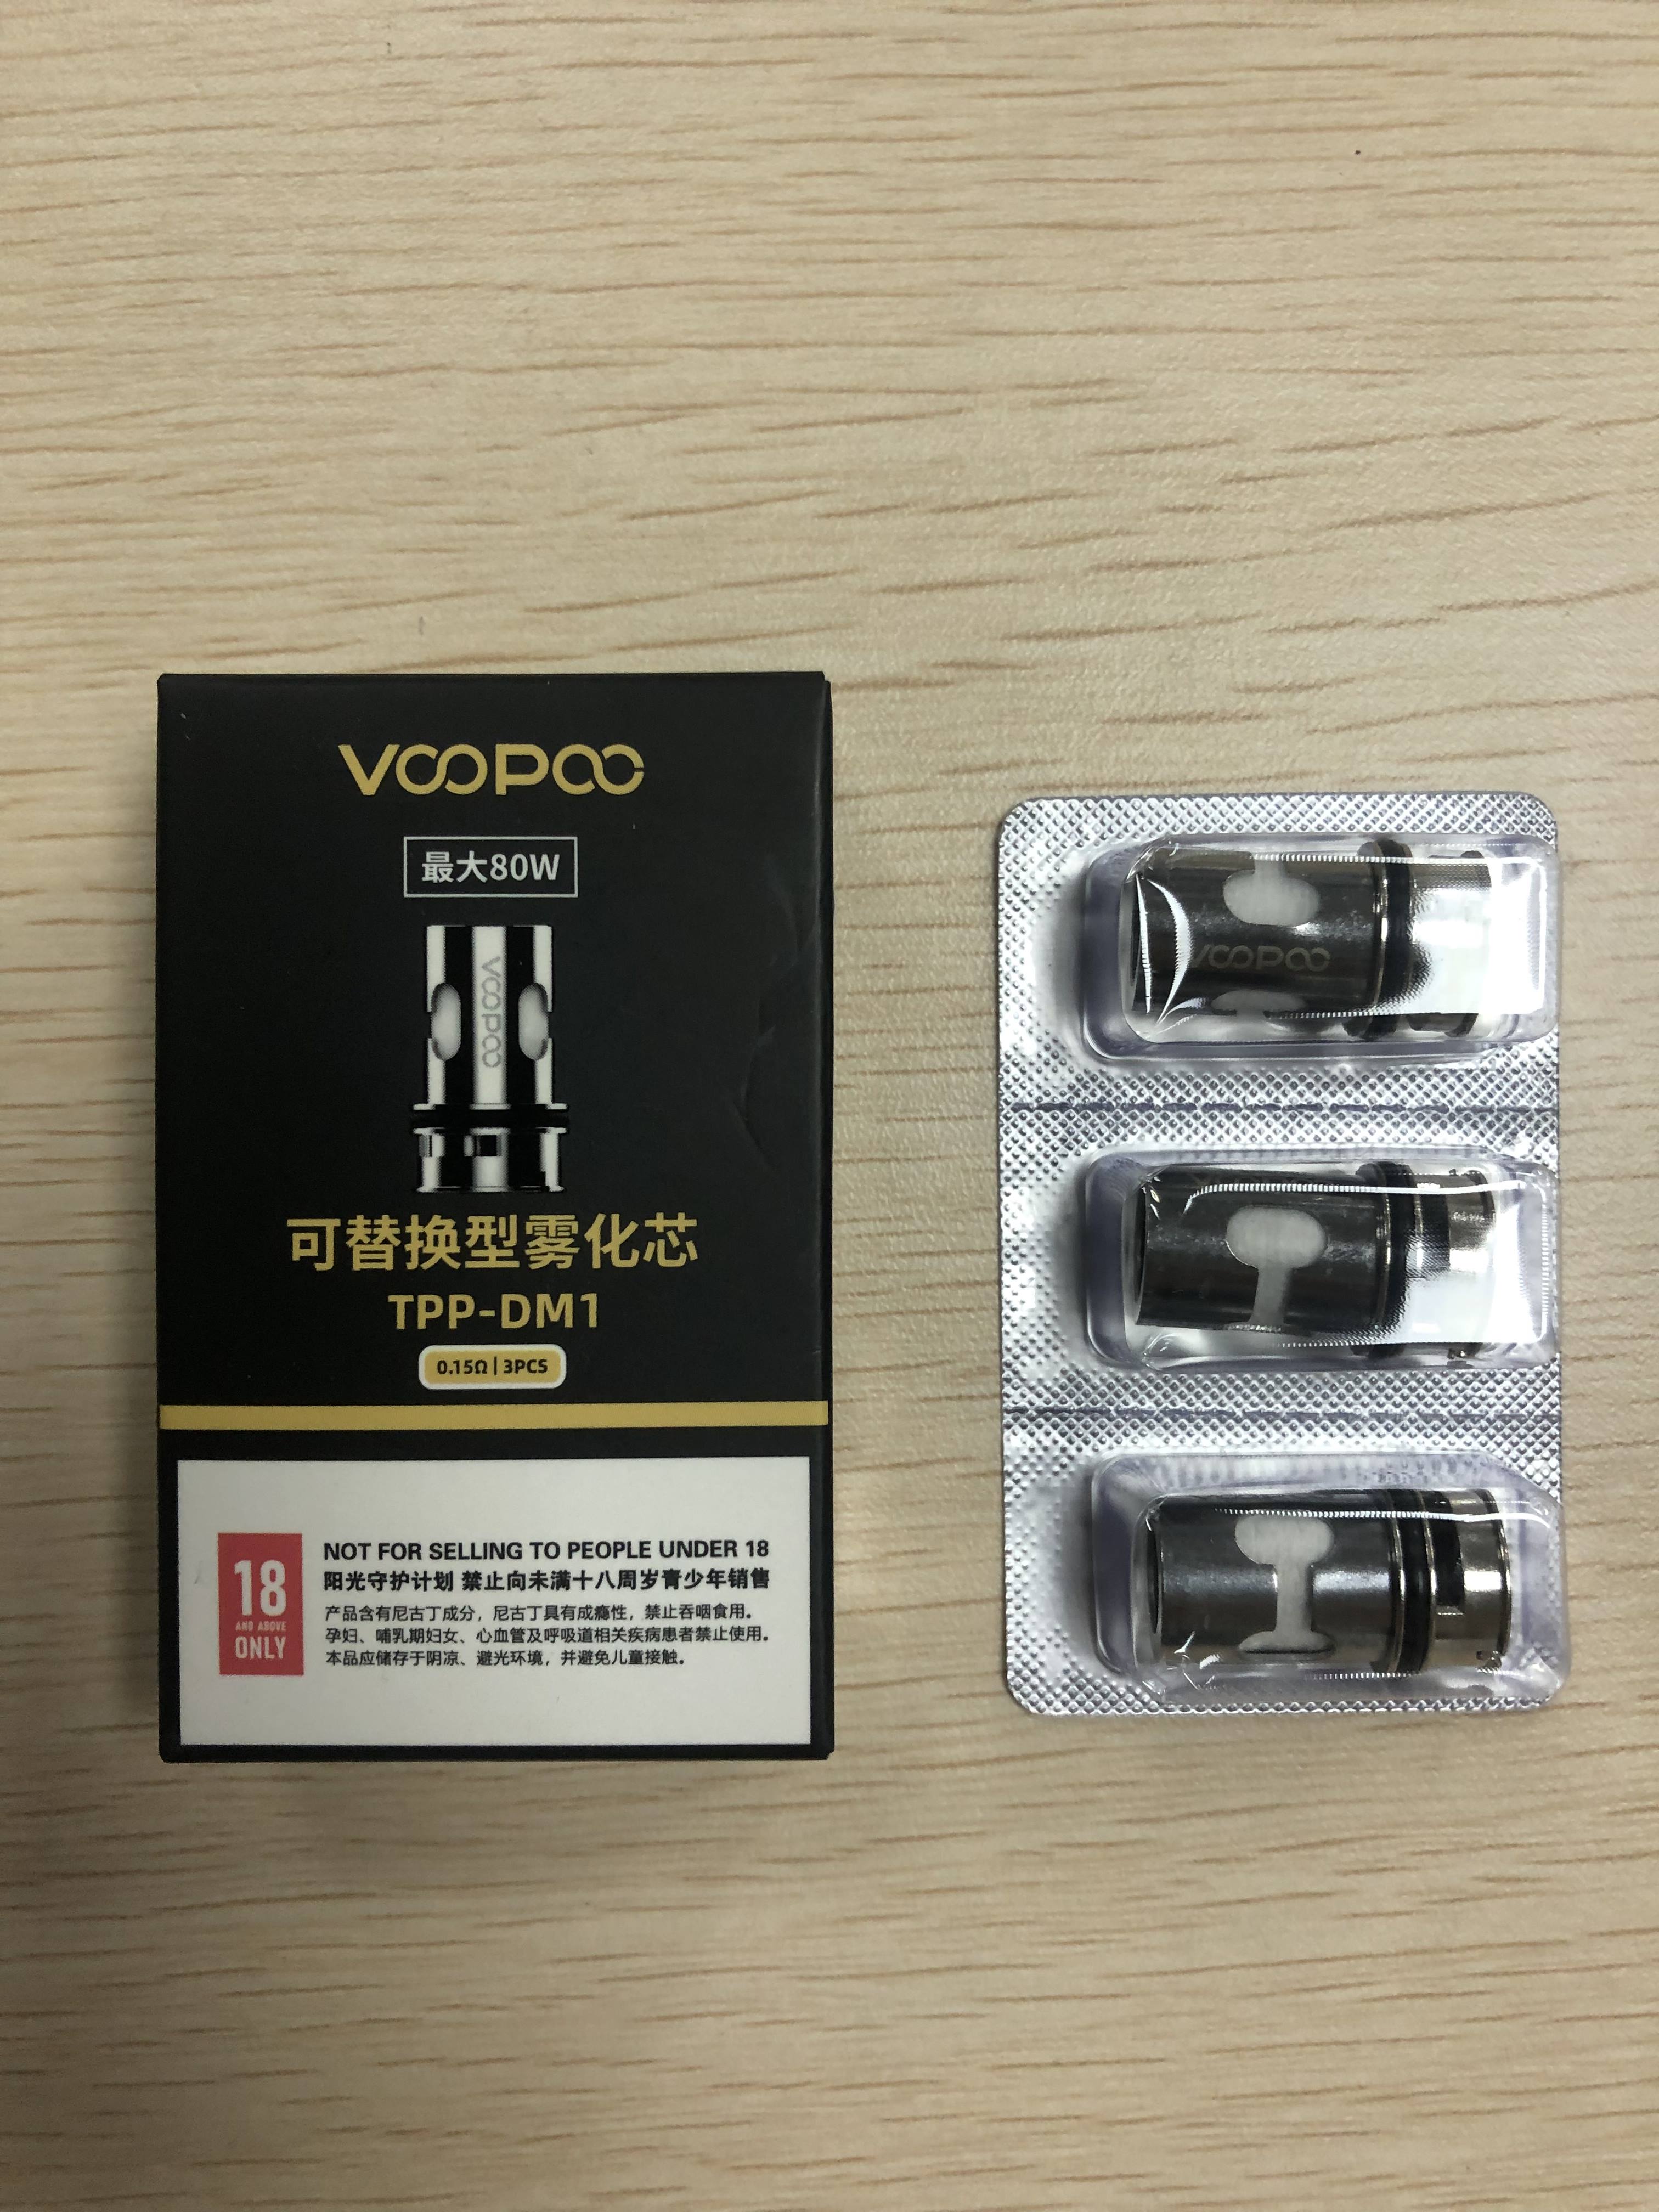 VOOPOO
最大80W
VOOPOO
可替换型雾化芯
TPP-DM1
0.15Ω | 3PCS
18
AND ABOVE
ONLY
NOT FOR SELLING TO PEOPLE UNDER 18
阳光守护计划 禁止向未满十八周岁青少年销售
产品含有尼古丁成分，尼古丁具有成瘾性，禁止吞咽食用。
孕妇、哺乳期妇女、心血管及呼吸道相关疾病患者禁止使用。
本品应储存于阴凉、避光环境，并避免儿童接触。
VOOPOO